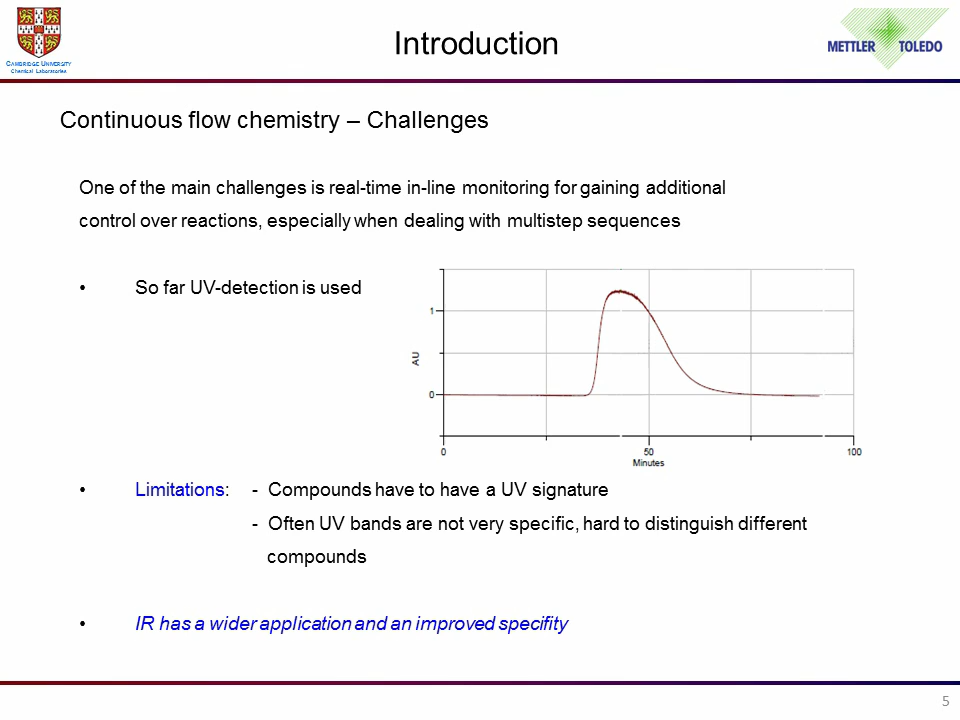 CAMBRIDGE UNIVERSITY
Chemical Laboratories
Introduction
METTLER TOLEDO
Continuous flow chemistry – Challenges
One of the main challenges is real-time in-line monitoring for gaining additional
control over reactions, especially when dealing with multistep sequences
• So far UV-detection is used
1
AU
0
0 50 100
Minutes
• Limitations: - Compounds have to have a UV signature
- Often UV bands are not very specific, hard to distinguish different
compounds
• IR has a wider application and an improved specifity
5